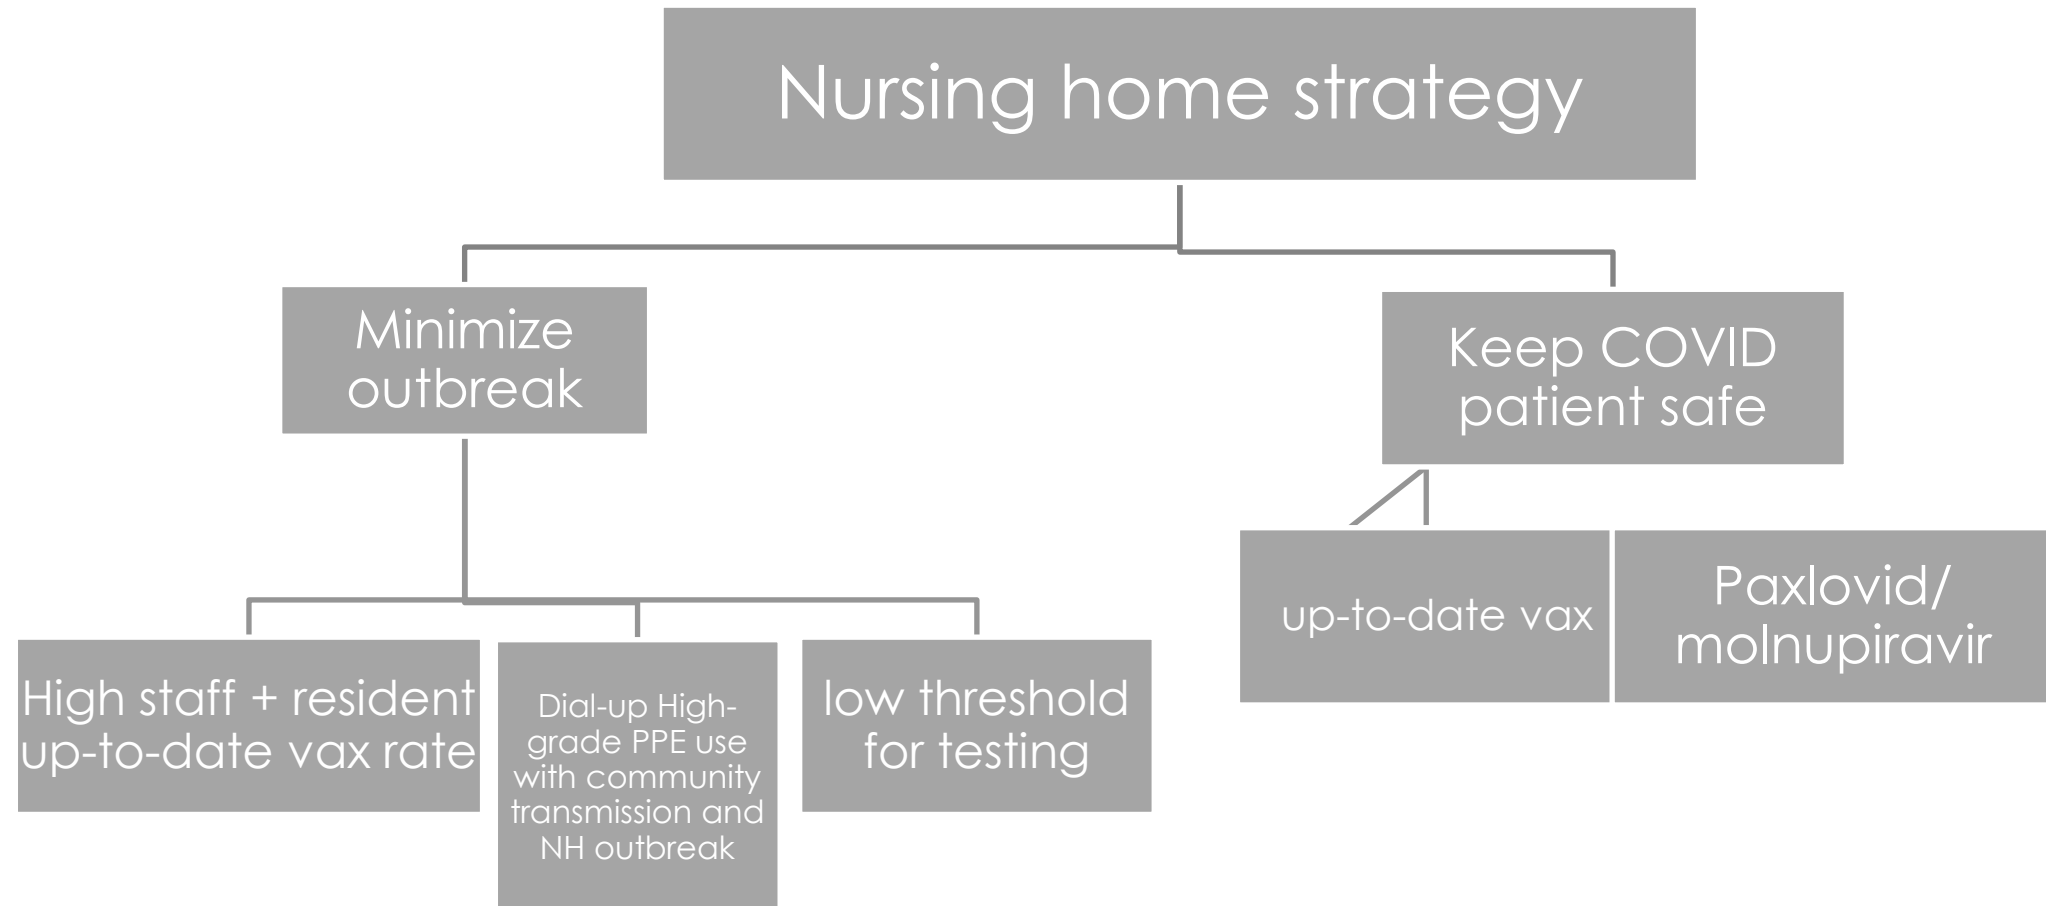 Nursing home strategy
Minimize
outbreak
Keep COVID
patient safe
High staff + resident
up-to-date vax rate
Dial-up High-
grade PPE use
with community
transmission and
NH outbreak
low threshold
for testing
up-to-date vax
Paxlovid/
molnupiravir